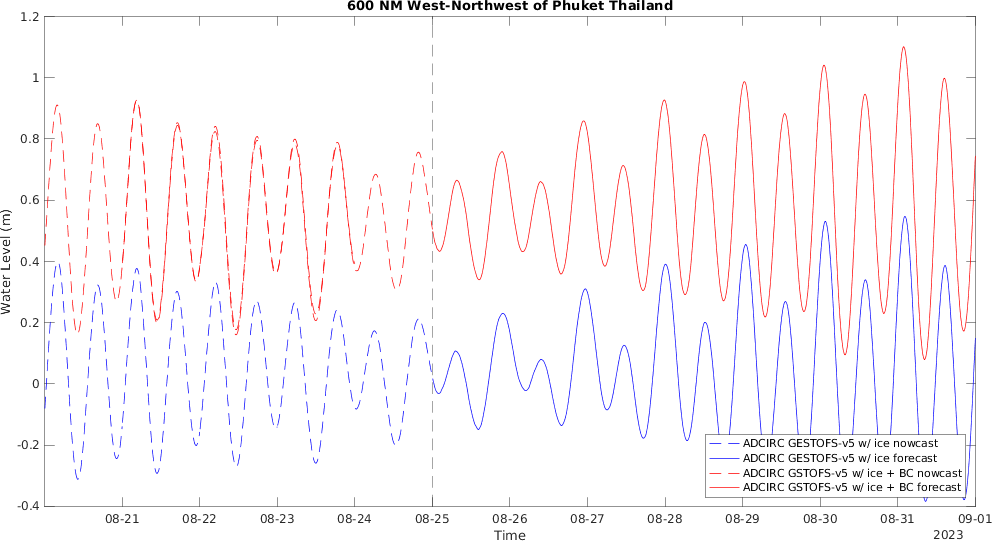 600 NM West-Northwest of Phuket Thailand
1.2
1
0.8
0.6
0.4
0.2
0
-0.2
-0.4
Water Level (m)
ADCIRC GESTOFS-v5 w/ ice nowcast
ADCIRC GESTOFS-v5 w/ ice forecast
ADCIRC GSTOFS-v5 w/ ice + BC nowcast
ADCIRC GSTOFS-v5 w/ ice + BC forecast
08-21 08-22 08-23 08-24 08-25 08-26 08-27 08-28 08-29 08-30 08-31 09-01
Time
2023